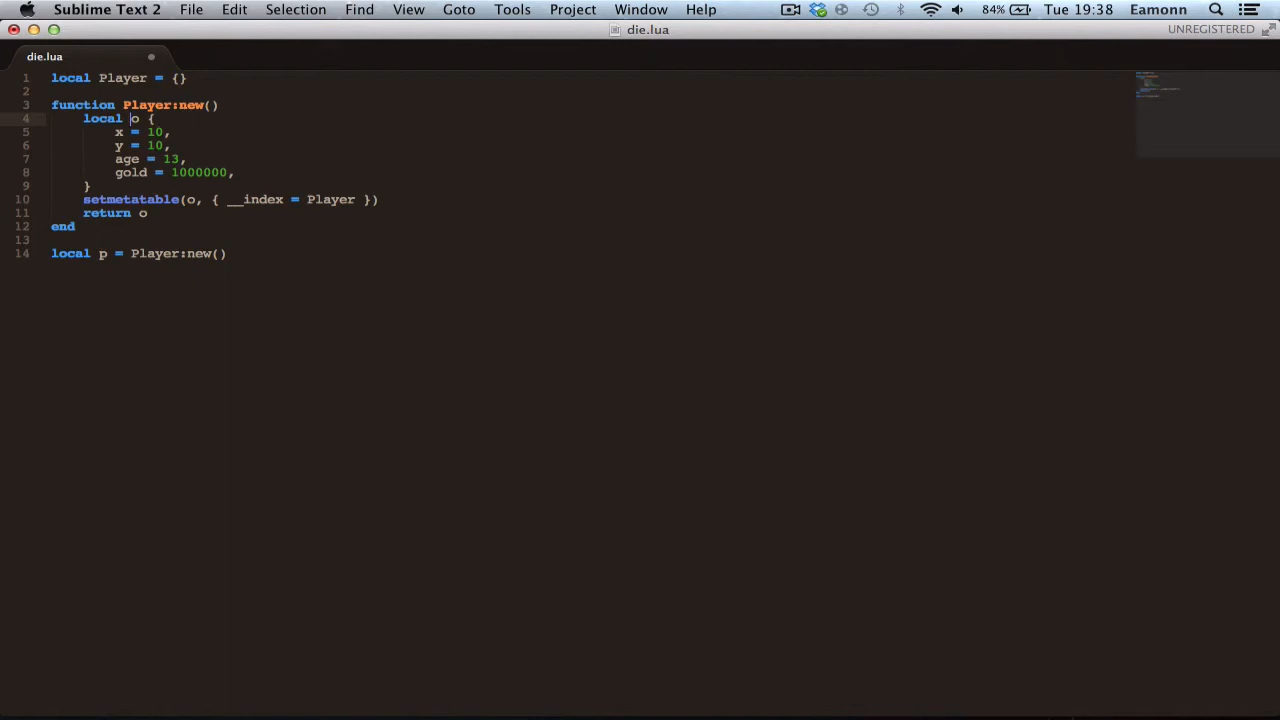 Sublime Text 2 File Edit Selection Find View Goto Tools Project Window Help 84% Tue 19:38 Eamonn
die.lua UNREGISTERED
die.lua
1 local Player = {}
2
3 function Player:new()
4 local o {
5 x = 10,
6 y = 10,
7 age = 13,
8 gold = 1000000,
9 }
10 setmetatable(o, { __index = Player })
11 return o
12 end
13
14 local p = Player:new()